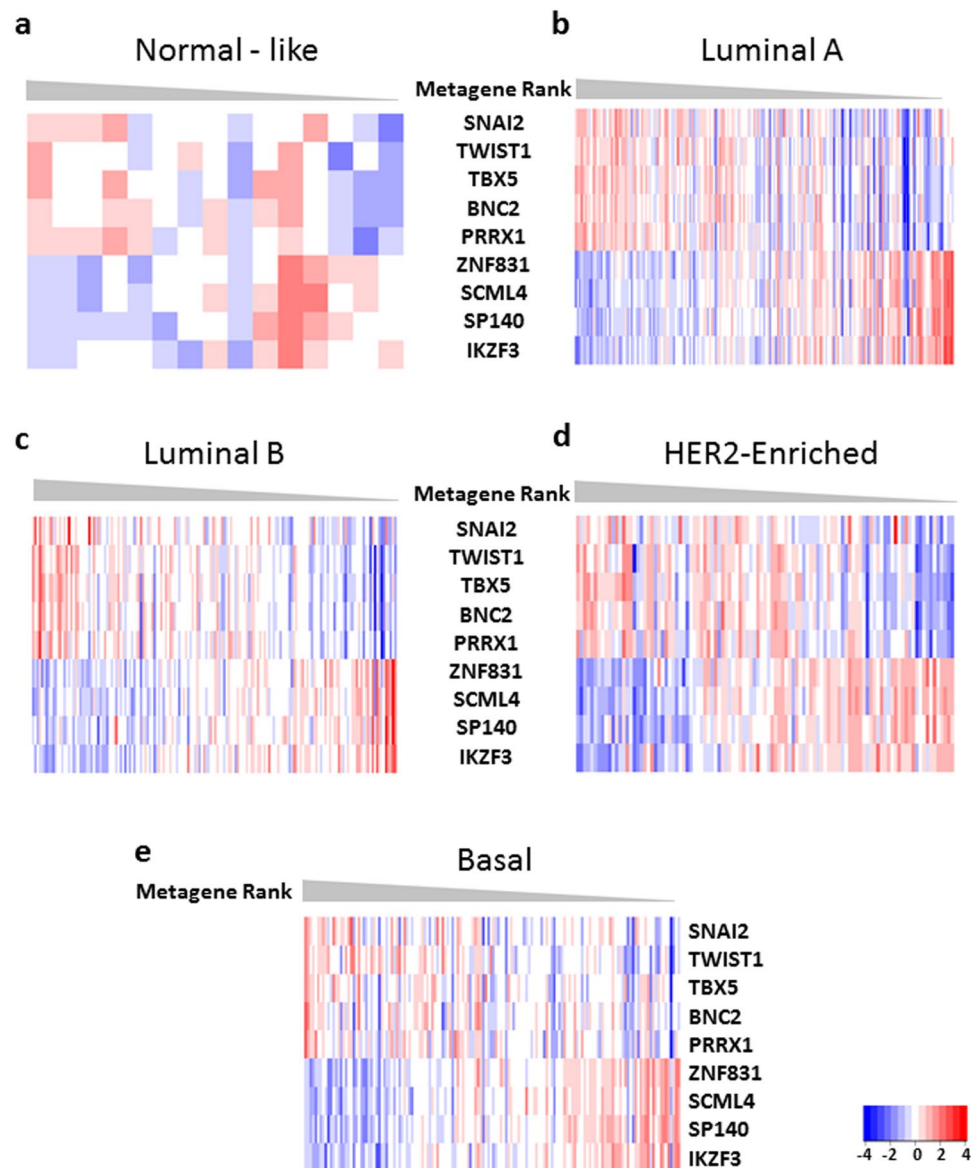 a
Normal - like
b
Luminal A
Metagene Rank
SNAI2
TWIST1
TBX5
BNC2
PRRX1
ZNF831
SCML4
SP140
IKZF3
c
Luminal B
d
HER2-Enriched
Metagene Rank
SNAI2
TWIST1
TBX5
BNC2
PRRX1
ZNF831
SCML4
SP140
IKZF3
e
Basal
Metagene Rank
SNAI2
TWIST1
TBX5
BNC2
PRRX1
ZNF831
SCML4
SP140
IKZF3
-4 -2 0 2 4